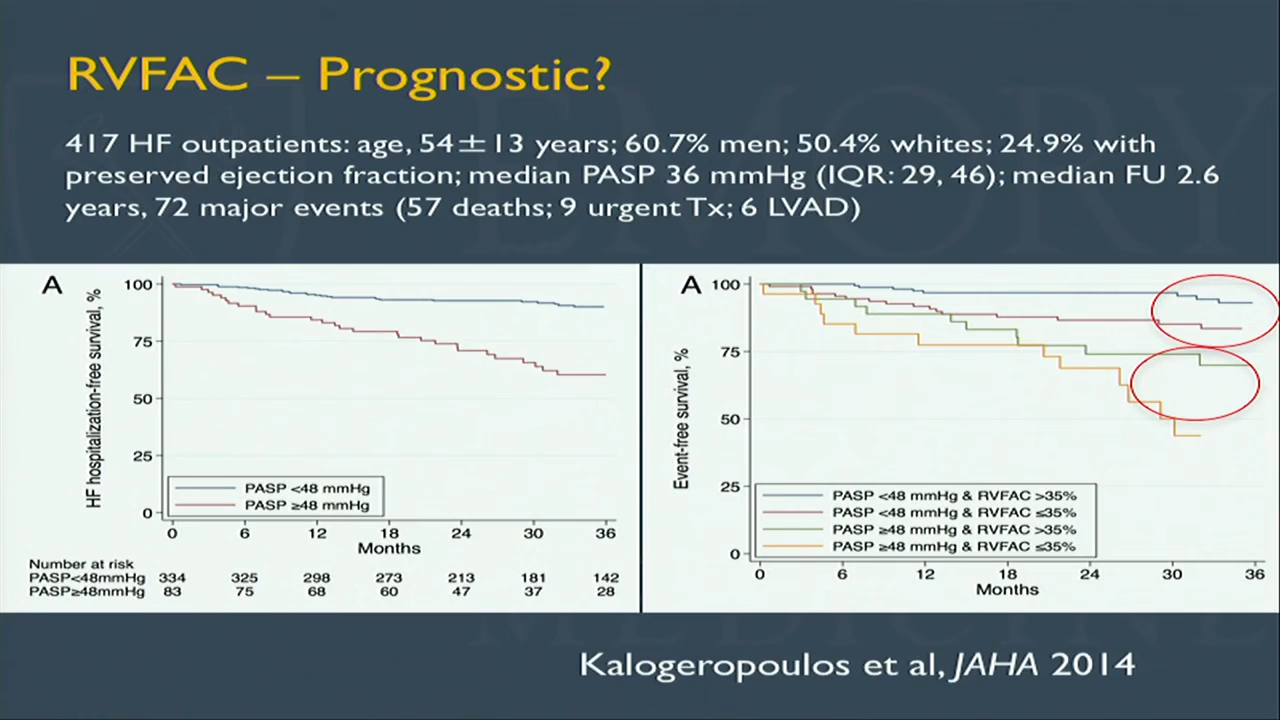 RVFAC – Prognostic?
417 HF outpatients: age, 54±13 years; 60.7% men; 50.4% whites; 24.9% with
preserved ejection fraction; median PASP 36 mmHg (IQR: 29, 46); median FU 2.6
years, 72 major events (57 deaths; 9 urgent Tx; 6 LVAD)
A
HF hospitalization-free survival, %
100
75
50
25
0
PASP <48 mmHg
PASP ≥48 mmHg
0 6 12 18 24 30 36
Months
Number at risk
PASP<48mmHg 334 325 298 273 213 181 142
PASP≥48mmHg 83 75 68 60 47 37 28
A
Event-free survival, %
100
75
50
25
0
PASP <48 mmHg & RVFAC >35%
PASP <48 mmHg & RVFAC ≤35%
PASP ≥48 mmHg & RVFAC >35%
PASP ≥48 mmHg & RVFAC ≤35%
0 6 12 18 24 30 36
Months
Kalogeropoulos et al, JAHA 2014
EMORY
MEDICINE